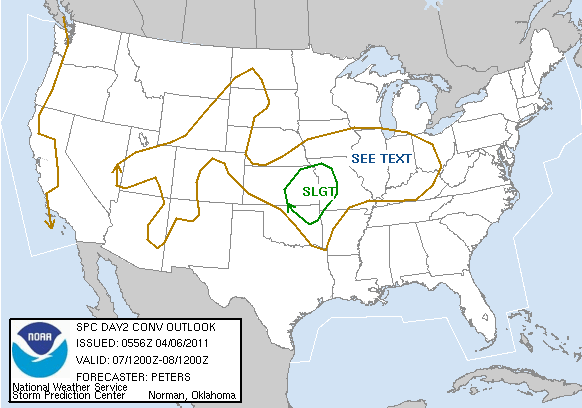 SEE TEXT
SLGT
SPC DAY2 CONV OUTLOOK
ISSUED: 0556Z 04/06/2011
VALID: 07/1200Z-08/1200Z
FORECASTER: PETERS
NOAA
National Weather Service
Storm Prediction Center Norman, Oklahoma